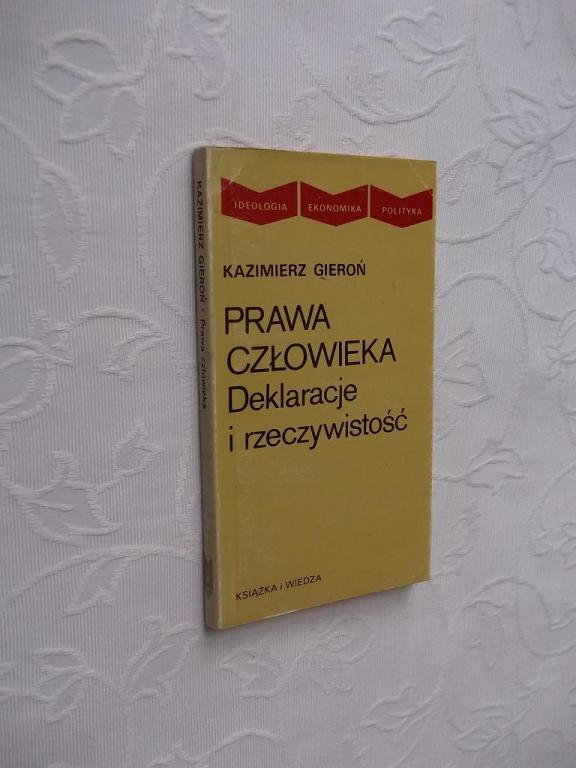 IDEOLOGIA EKONOMIKA POLITYKA
KAZIMIERZ GIEROŃ
PRAWA
CZŁOWIEKA
Deklaracje
i rzeczywistość
KSIĄŻKA i WIEDZA
KAZIMIERZ GIEROŃ • Prawa człowieka